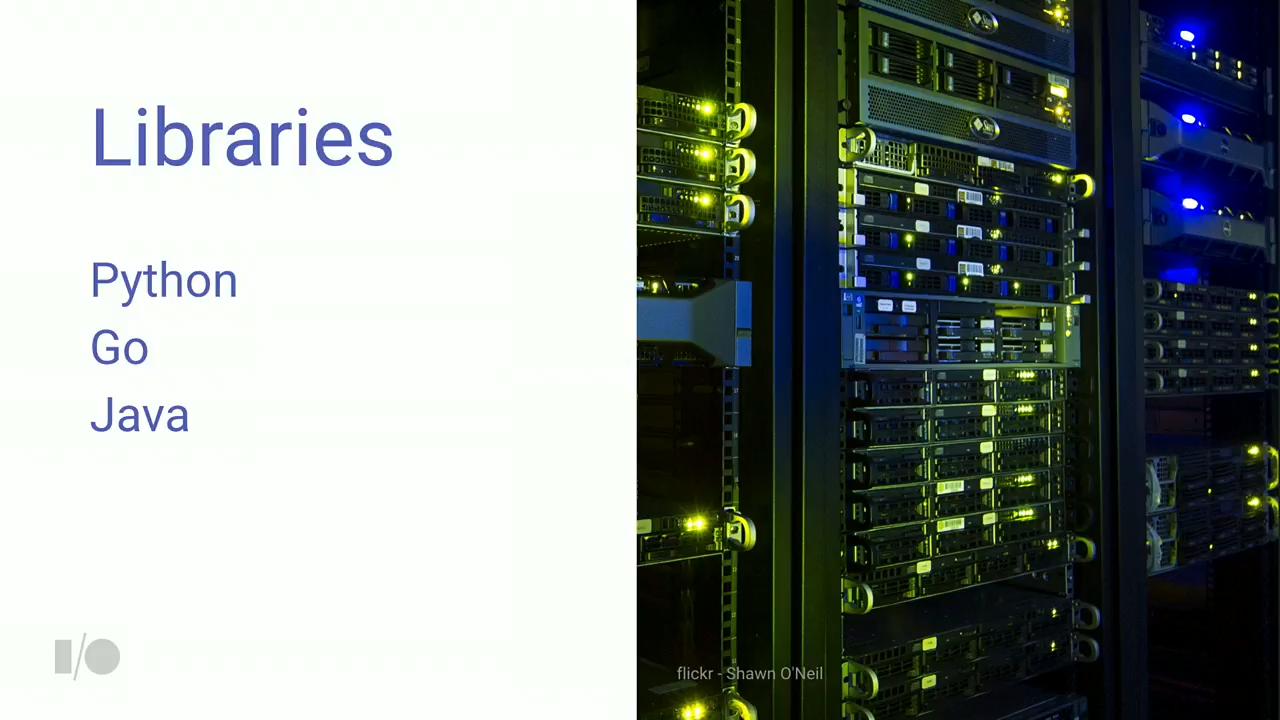 Libraries
Python
Go
Java
I/O
flickr - Shawn O'Neil